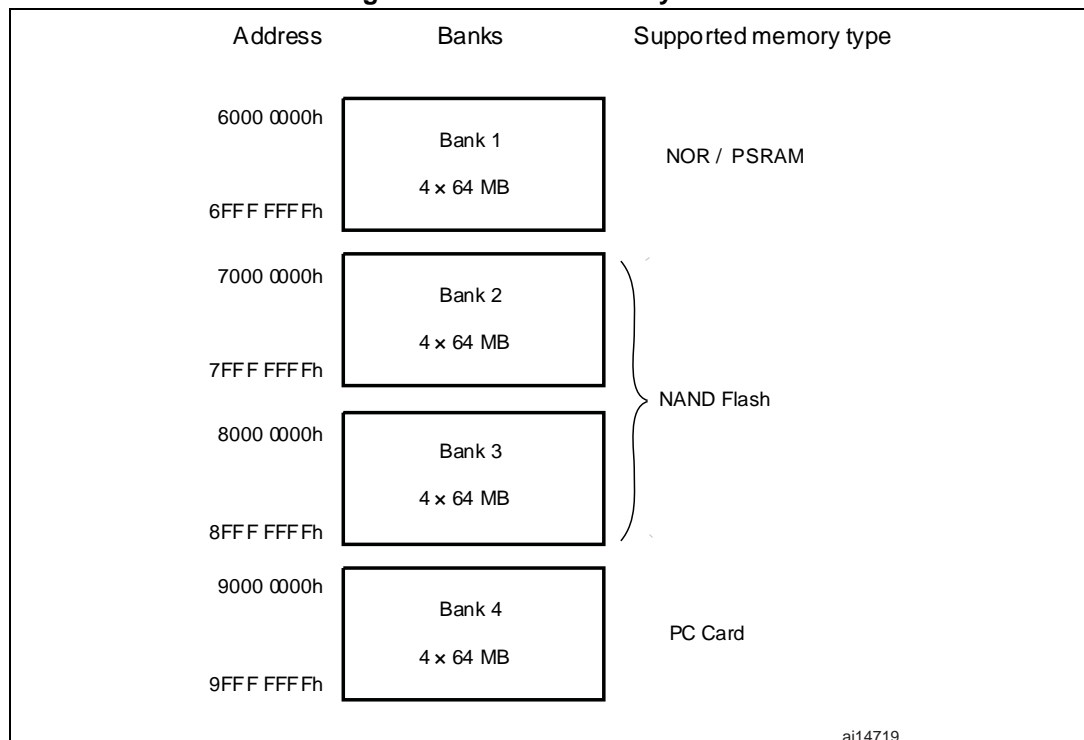 Address Banks Supported memory type
6000 0000h
Bank 1
4 × 64 MB
NOR / PSRAM
6FFF FFFFh
7000 0000h
Bank 2
4 × 64 MB
7FFF FFFFh
NAND Flash
8000 0000h
Bank 3
4 × 64 MB
8FFF FFFFh
9000 0000h
Bank 4
4 × 64 MB
PC Card
9FFF FFFFh
ai14719